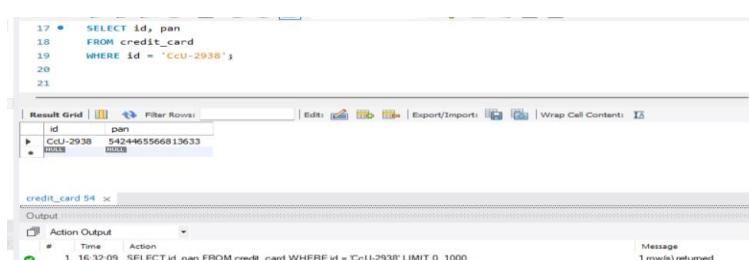 17 SELECT id, pan
18 FROM credit_card
19 WHERE id = 'CcU-2938';
20
21
Result Grid Filter Rows: Edit: Export/Import: Wrap Cell Content:
id pan
CcU-2938 5424465566813633
NULL NULL
credit_card 54 ×
Output
Action Output
# Time Action Message
1 16:32:09 SELECT id, pan FROM credit_card WHERE id = 'CcU-2938' LIMIT 0, 1000 1 row(s) returned